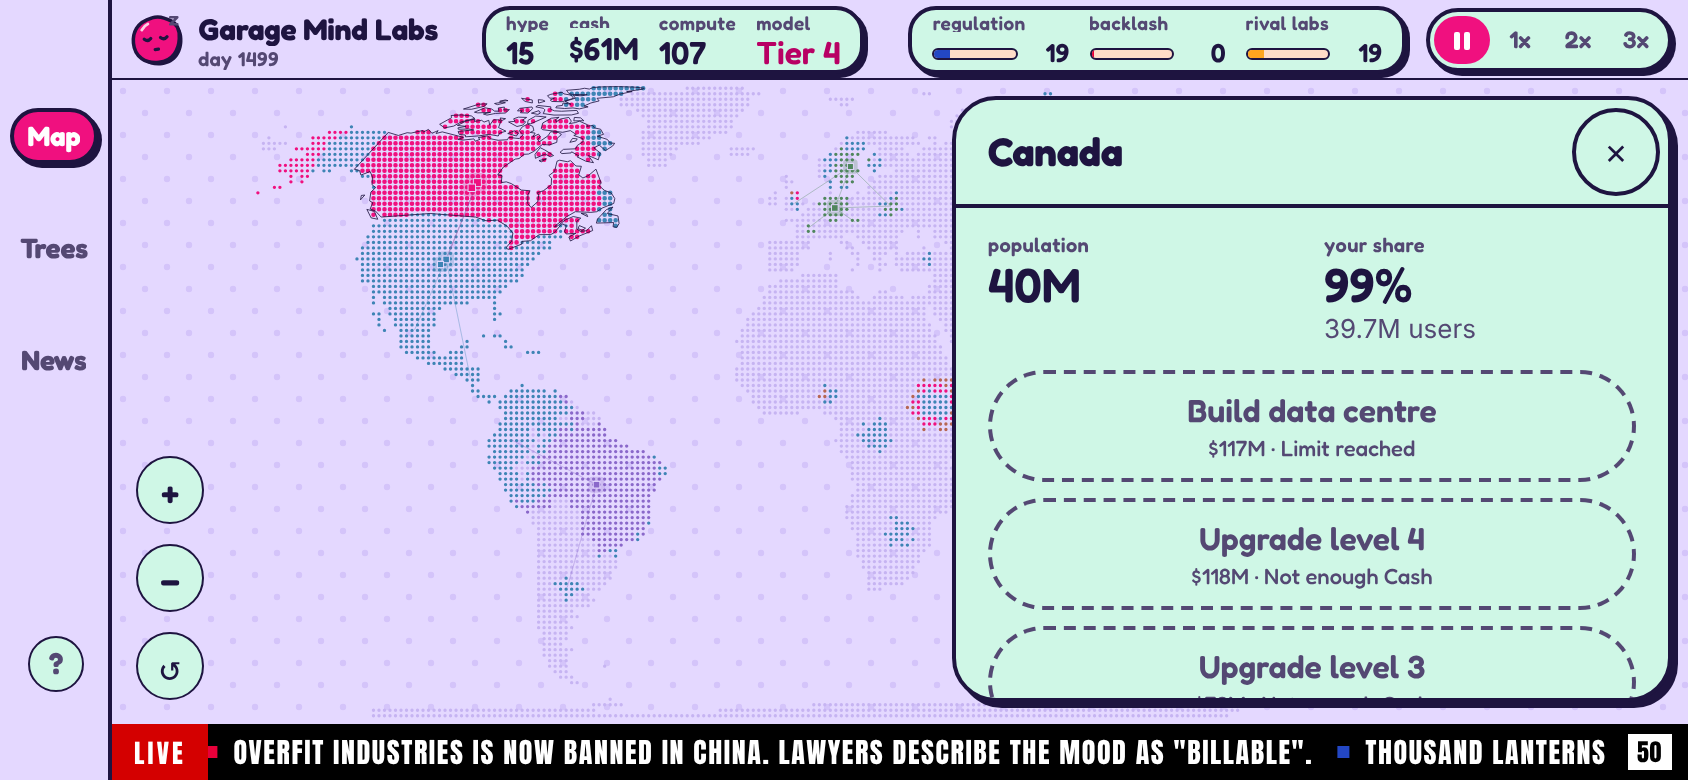 Garage Mind Labs
day 1499
hype
15
cash
$61M
compute
107
model
Tier 4
regulation
19
backlash
0
rival labs
19
1x
2x
3x
Map
Trees
News
?
+
−
↺
Canada
×
population
40M
your share
99%
39.7M users
Build data centre
$117M · Limit reached
Upgrade level 4
$118M · Not enough Cash
Upgrade level 3
LIVE
OVERFIT INDUSTRIES IS NOW BANNED IN CHINA. LAWYERS DESCRIBE THE MOOD AS "BILLABLE". THOUSAND LANTERNS
50